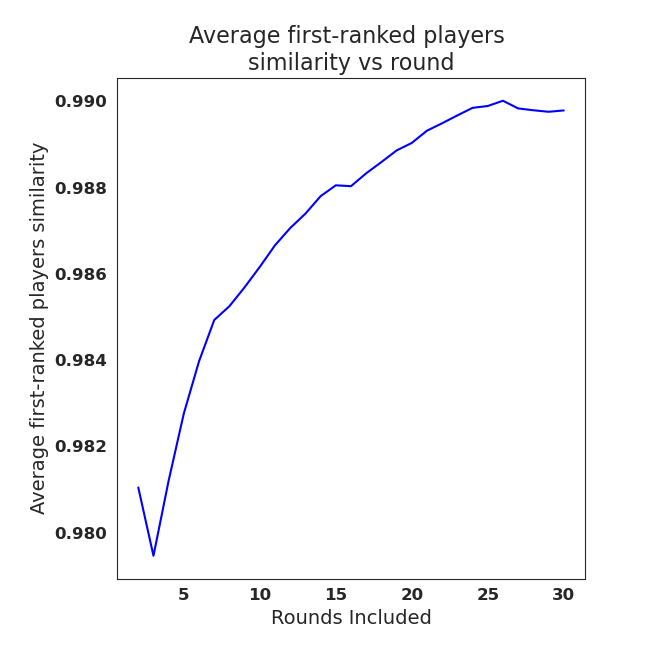 Average first-ranked players
similarity vs round
Average first-ranked players similarity
0.990
0.988
0.986
0.984
0.982
0.980
5 10 15 20 25 30
Rounds Included